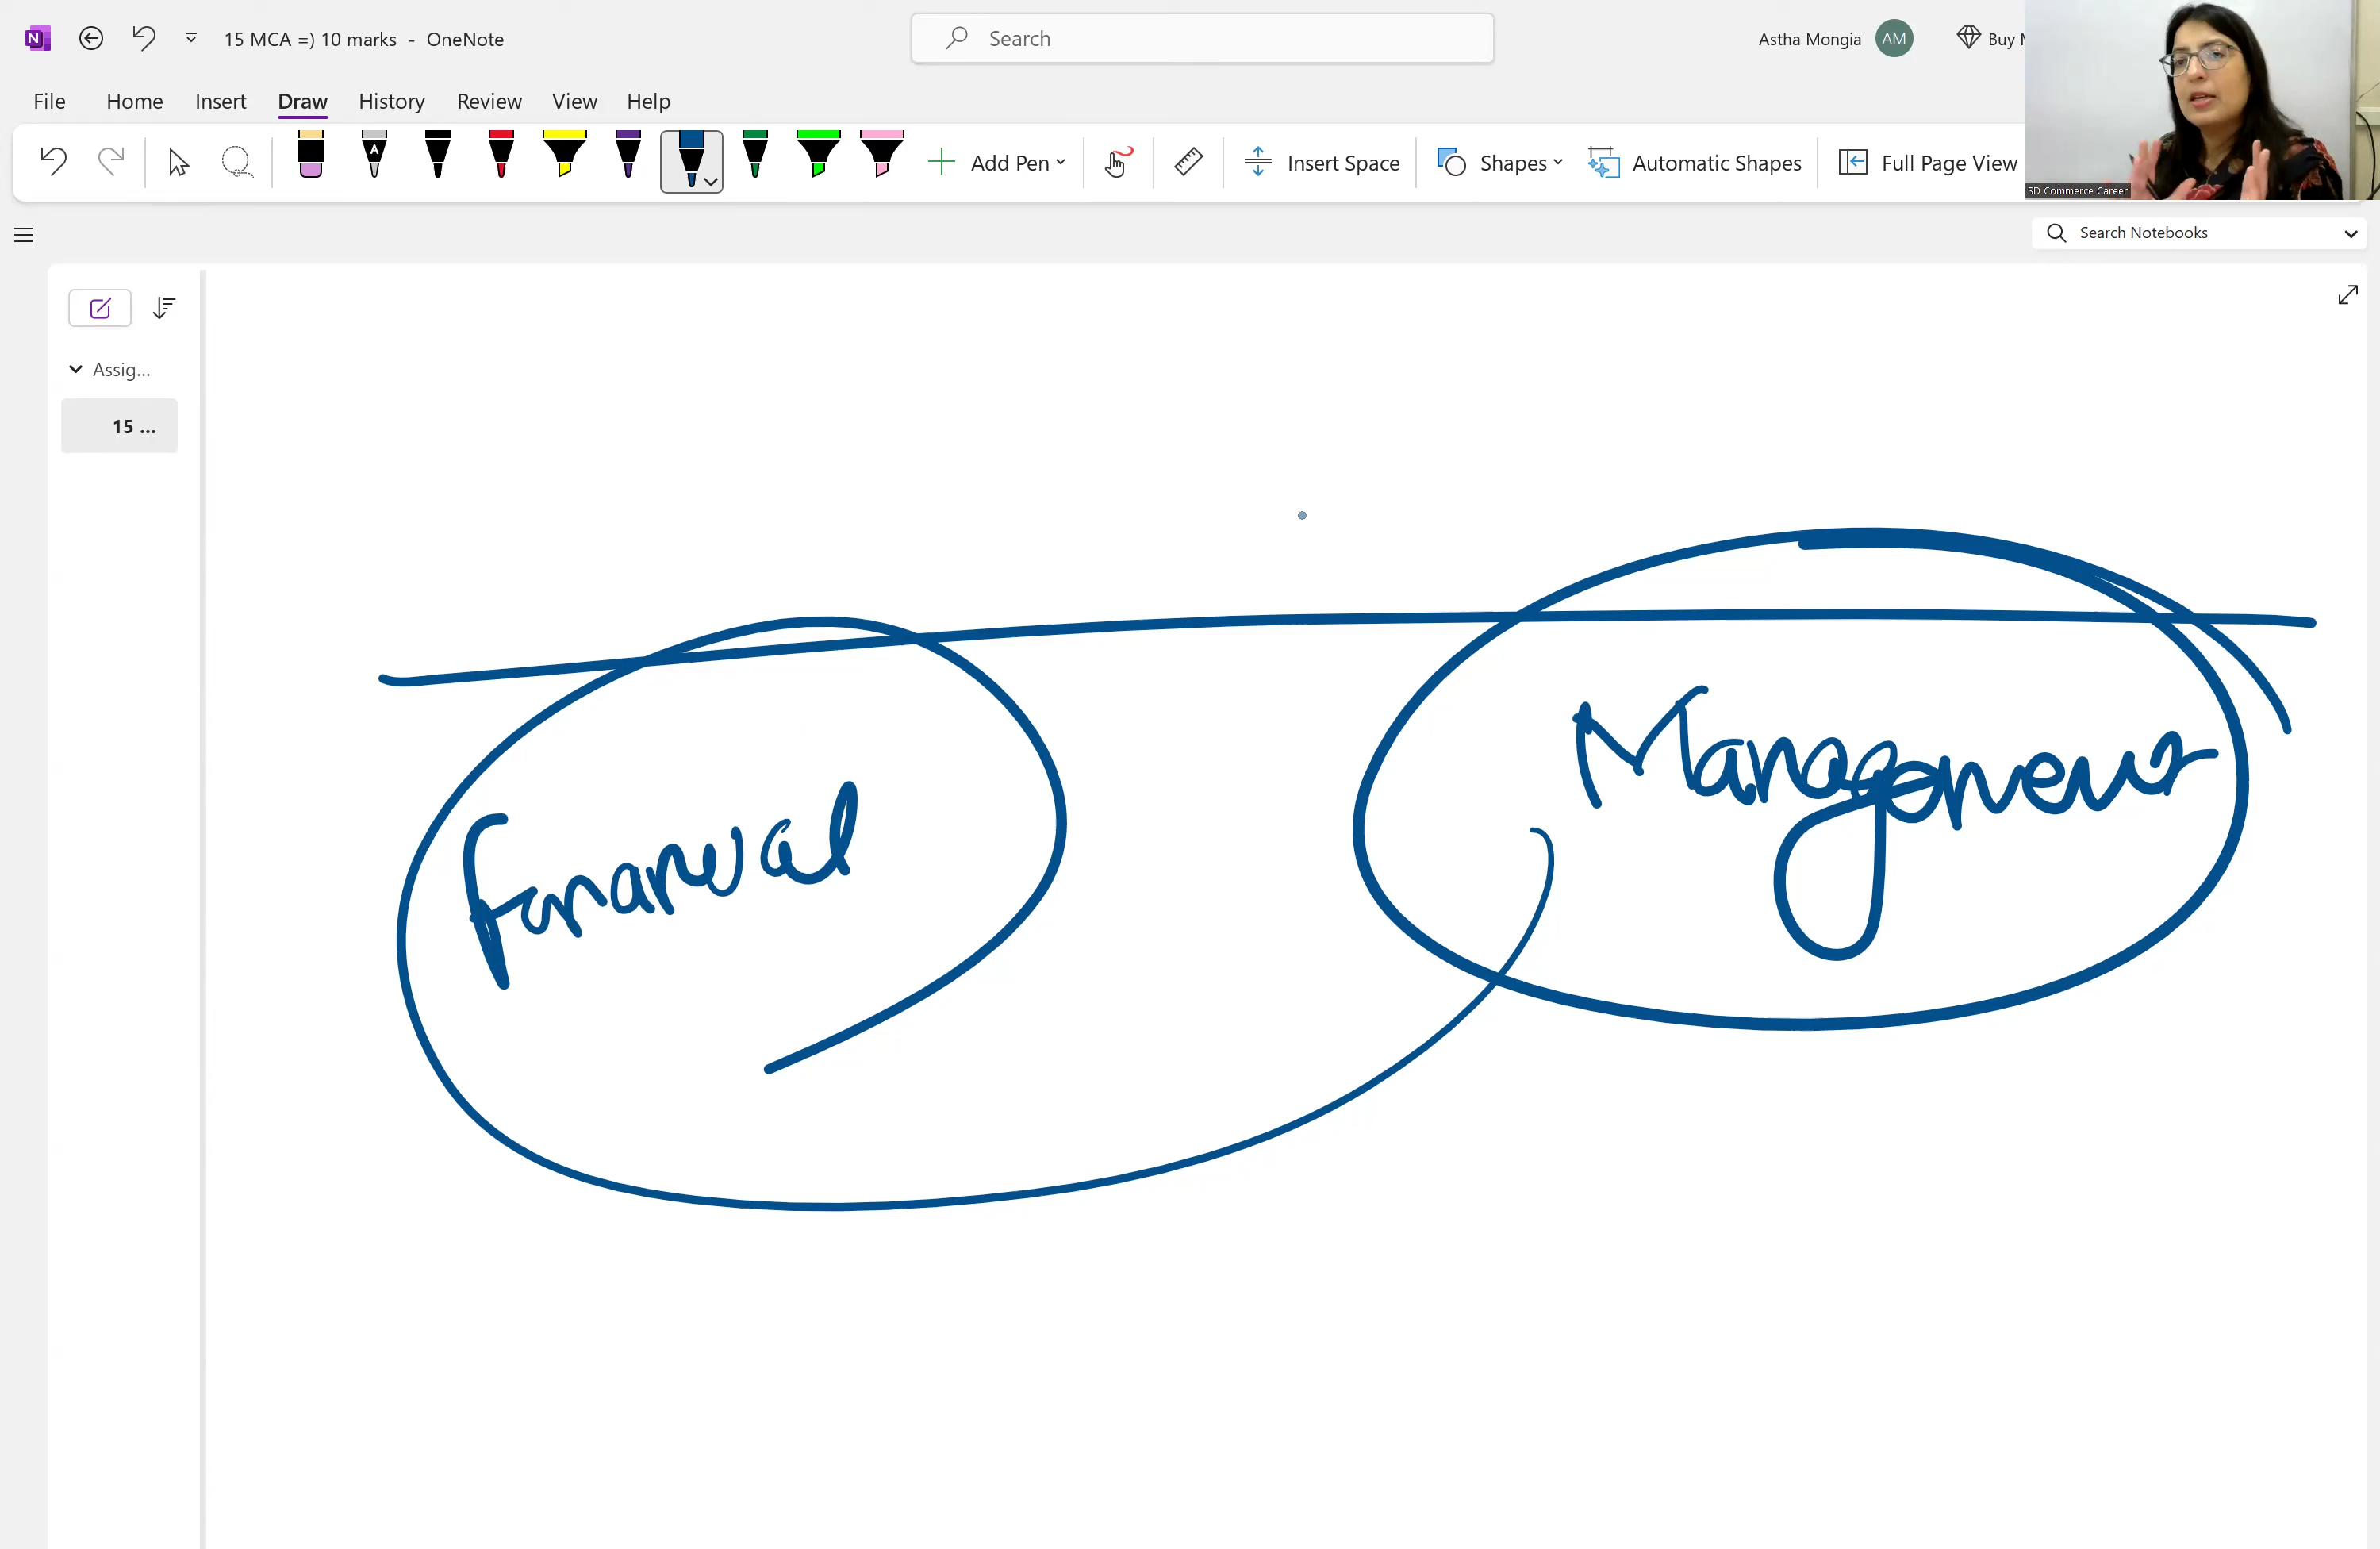 15 MCA =) 10 marks - OneNote
Search
Astha Mongia AM
Buy
File Home Insert Draw History Review View Help
Add Pen
Insert Space
Shapes
Automatic Shapes
Full Page View
SD Commerce Career
Search Notebooks
Assig...
15 ...
Financial
Management